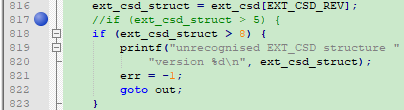 816 ext_csd_struct = ext_csd[EXT_CSD_REV];
817 //if (ext_csd_struct > 5) {
818 if (ext_csd_struct > 8) {
819 printf("unrecognised EXT_CSD structure "
820 "version %d\n", ext_csd_struct);
821 err = -1;
822 goto out;
823 }